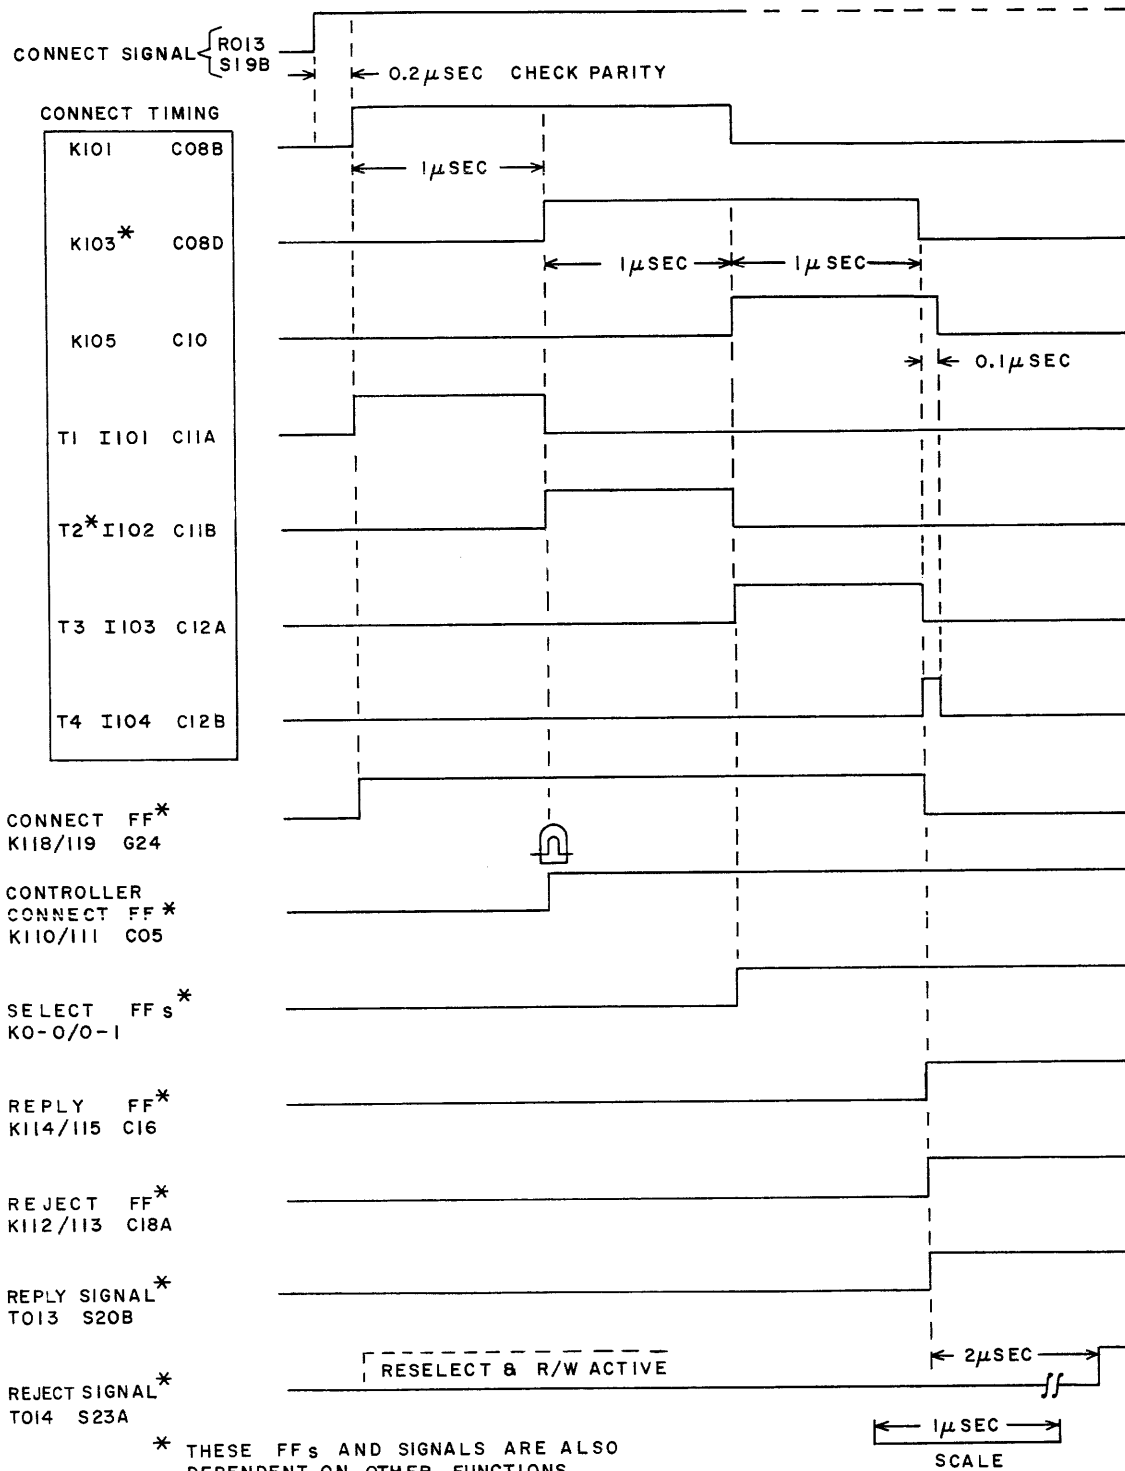 CONNECT SIGNAL { R013
S19B
0.2μSEC CHECK PARITY
CONNECT TIMING
K101 C08B
1μSEC
K103* C08D
1μSEC 1μSEC
K105 C10
0.1μSEC
T1 I101 C11A
T2* I102 C11B
T3 I103 C12A
T4 I104 C12B
CONNECT FF*
K118/119 G24
CONTROLLER
CONNECT FF*
K110/111 C05
SELECT FFs*
K0-0/0-1
REPLY FF*
K114/115 C16
REJECT FF*
K112/113 C18A
REPLY SIGNAL*
T013 S20B
RESELECT & R/W ACTIVE
2μSEC
REJECT SIGNAL*
T014 S23A
1μSEC
SCALE
* THESE FFs AND SIGNALS ARE ALSO
DEPENDENT ON OTHER FUNCTIONS